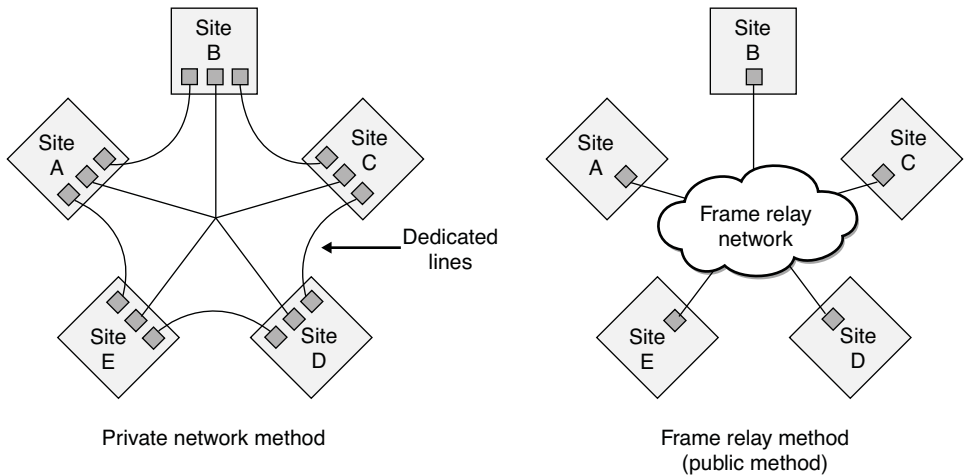 Site
B
Site
A
Site
C
Dedicated
lines
Site
E
Site
D
Private network method
Site
B
Site
A
Site
C
Frame relay
network
Site
E
Site
D
Frame relay method
(public method)